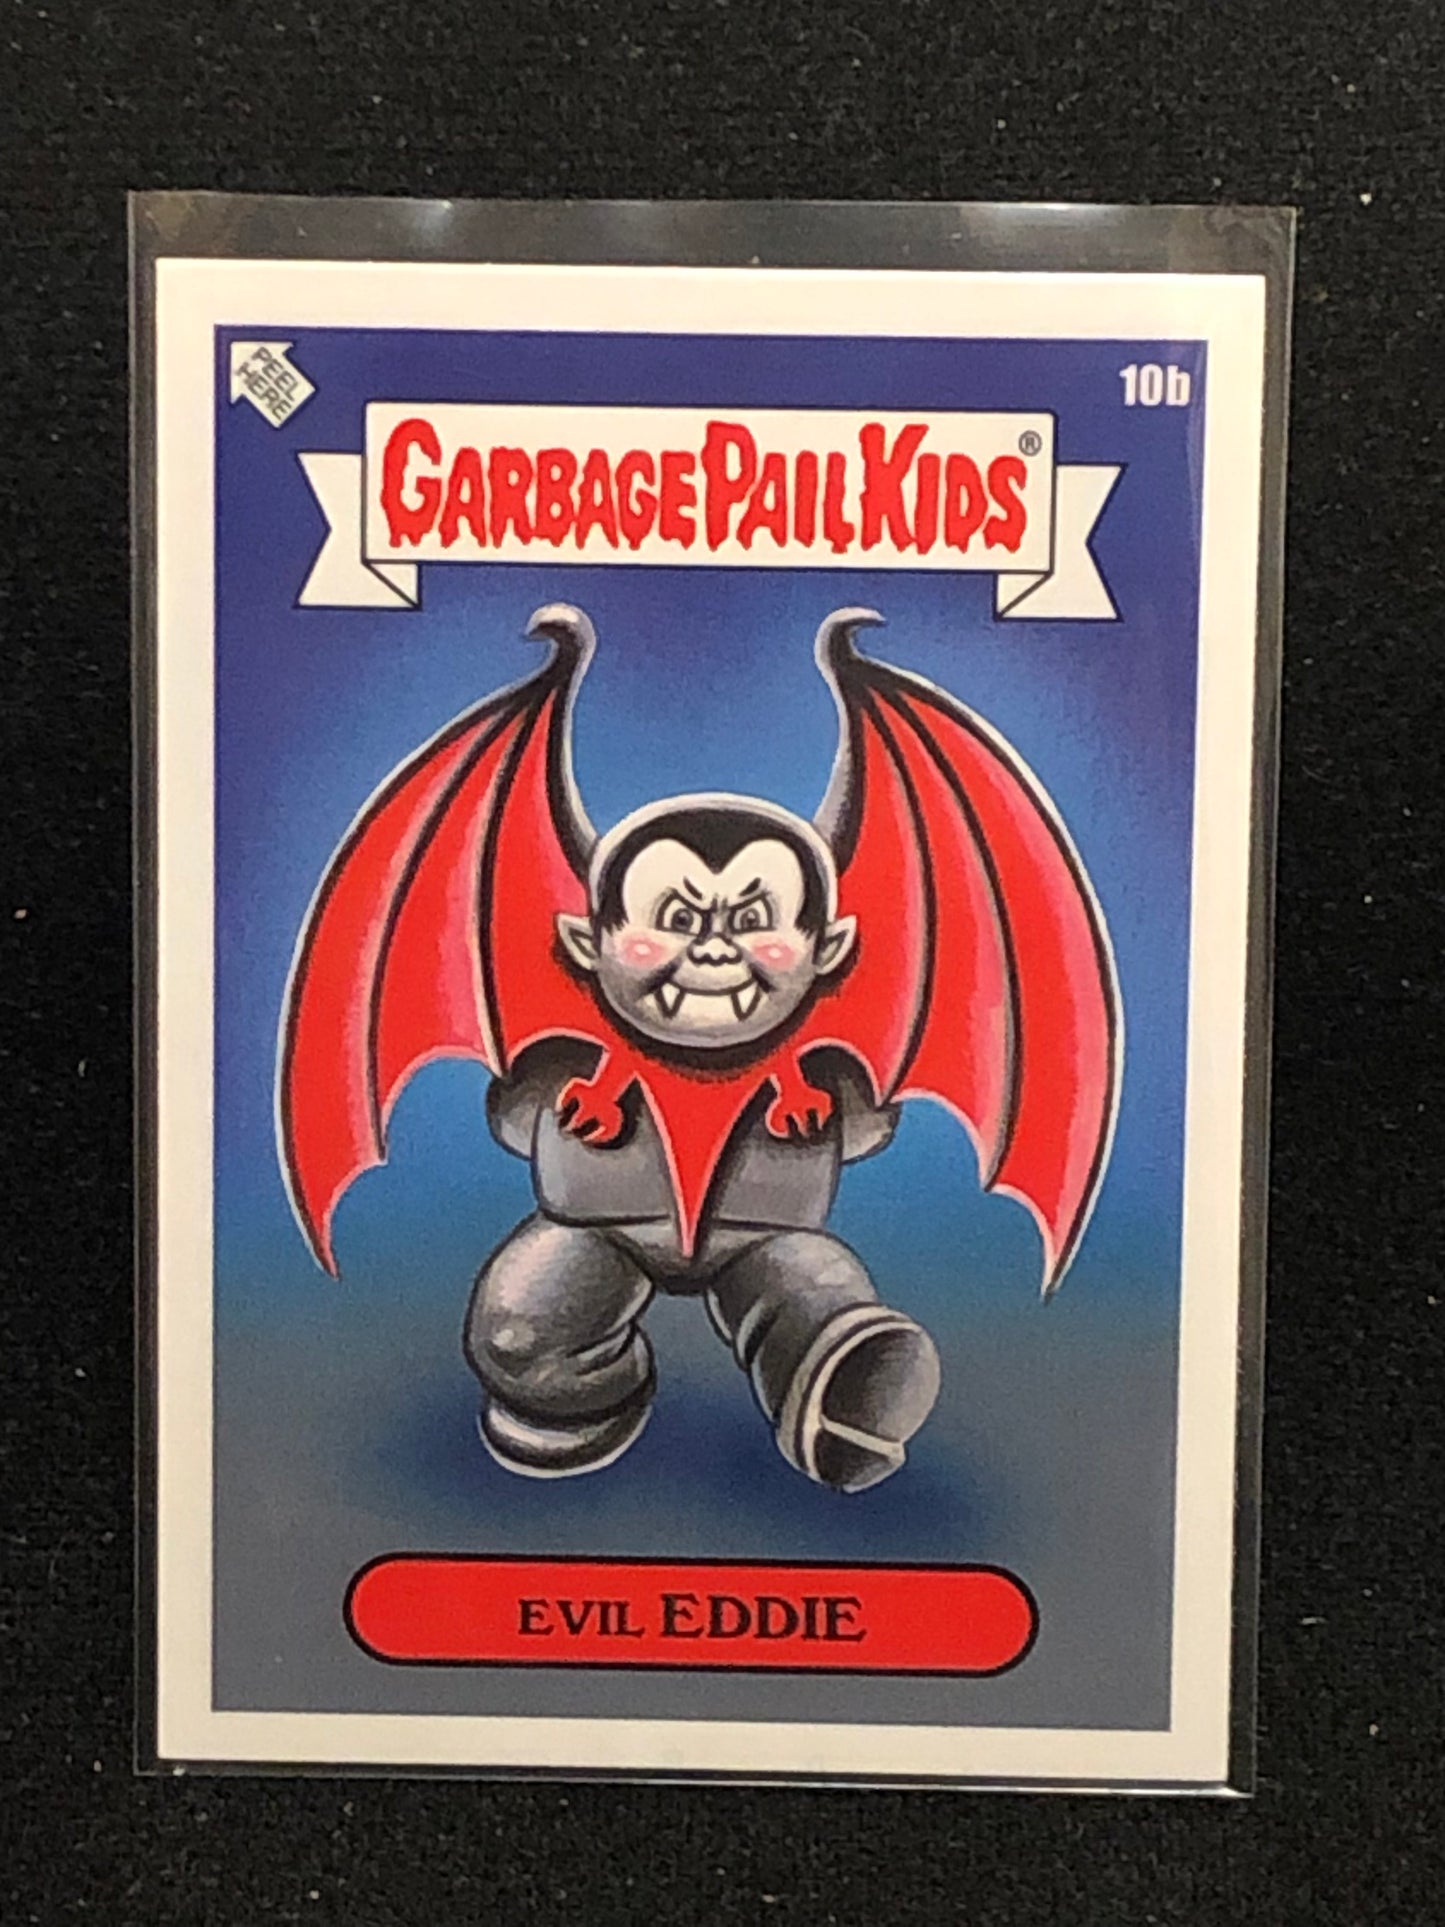 PEEL
HERE
10b
GARBAGE PAIL KIDS®
EVIL EDDIE